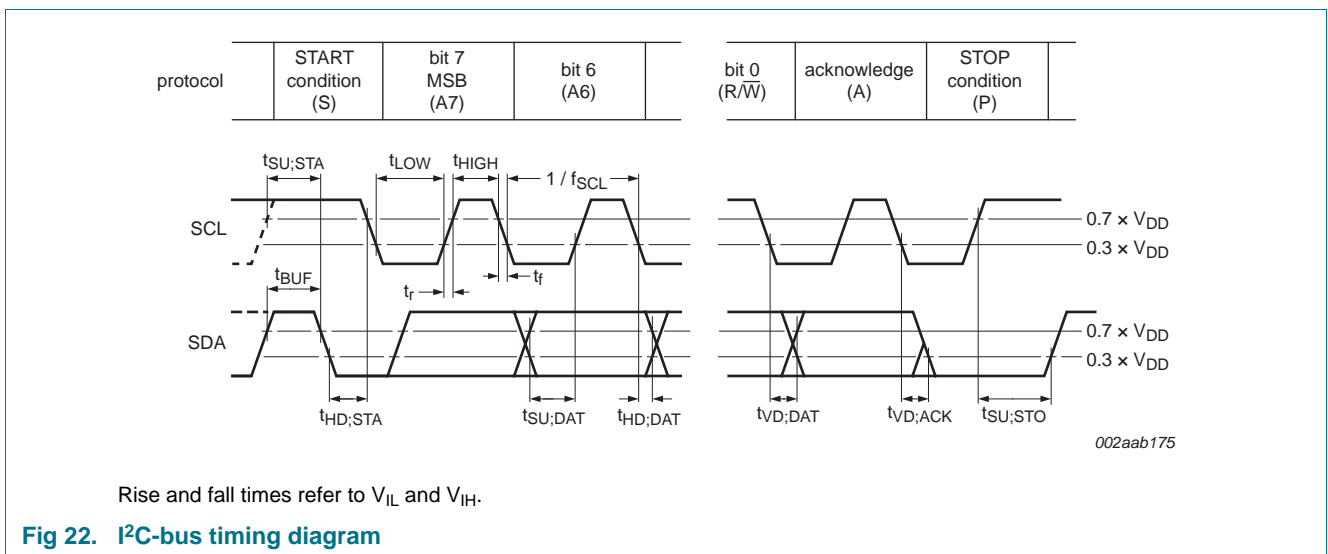 protocol
START condition (S)
bit 7 MSB (A7)
bit 6 (A6)
bit 0 (R/W̅)
acknowledge (A)
STOP condition (P)
tSU;STA
tLOW
tHIGH
1 / fSCL
SCL
0.7 × VDD
0.3 × VDD
tBUF
tr
tf
SDA
0.7 × VDD
0.3 × VDD
tHD;STA
tSU;DAT
tHD;DAT
tVD;DAT
tVD;ACK
tSU;STO
002aab175
Rise and fall times refer to VIL and VIH.
Fig 22. I²C-bus timing diagram